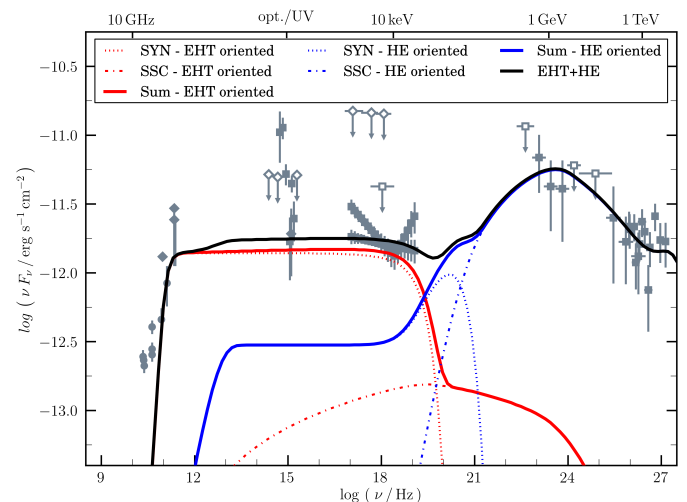 10 GHz opt./UV 10 keV 1 GeV 1 TeV
SYN - EHT oriented SYN - HE oriented Sum - HE oriented
SSC - EHT oriented SSC - HE oriented EHT+HE
Sum - EHT oriented
−10.5
−11.0
−11.5
−12.0
−12.5
−13.0
log ( ν Fν / erg s⁻¹ cm⁻²)
9 12 15 18 21 24 27
log ( ν / Hz )